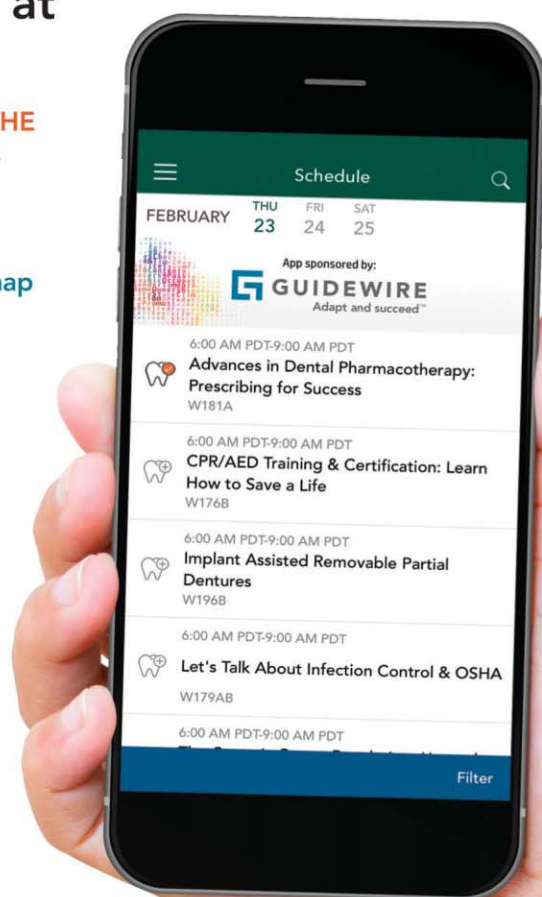 at
HE
map
Schedule
FEBRUARY
THU FRI SAT
23 24 25
App sponsored by:
GUIDEWIRE
Adapt and succeed™
6:00 AM PDT-9:00 AM PDT
Advances in Dental Pharmacotherapy:
Prescribing for Success
W181A
6:00 AM PDT-9:00 AM PDT
CPR/AED Training & Certification: Learn
How to Save a Life
W176B
6:00 AM PDT-9:00 AM PDT
Implant Assisted Removable Partial
Dentures
W196B
6:00 AM PDT-9:00 AM PDT
Let's Talk About Infection Control & OSHA
W179AB
6:00 AM PDT-9:00 AM PDT
Filter